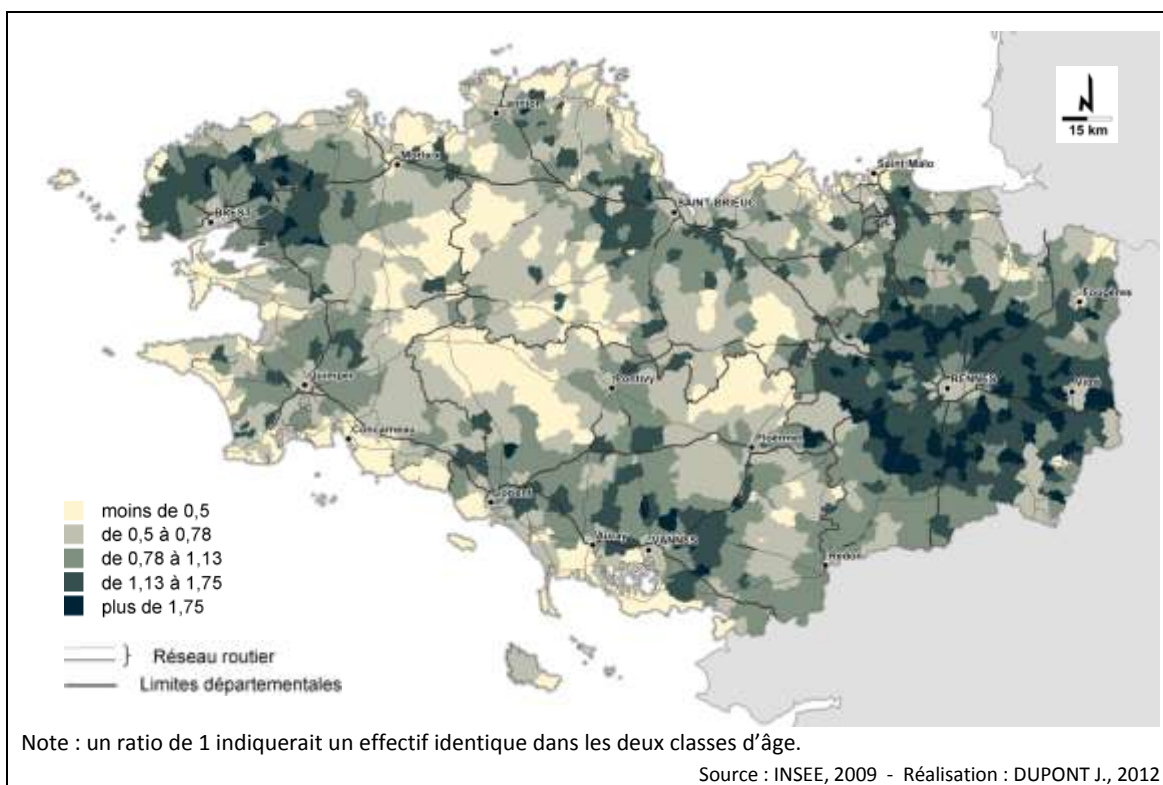 15 km
Lannion
Morlaix
Saint-Malo
BREST
SAINT-BRIEUC
Fougères
Quimper
Pontivy
RENNES
Vitré
Concarneau
Ploërmel
Lorient
Auray
VANNES
Redon
moins de 0,5
de 0,5 à 0,78
de 0,78 à 1,13
de 1,13 à 1,75
plus de 1,75
Réseau routier
Limites départementales
Note : un ratio de 1 indiquerait un effectif identique dans les deux classes d’âge.
Source : INSEE, 2009 - Réalisation : DUPONT J., 2012